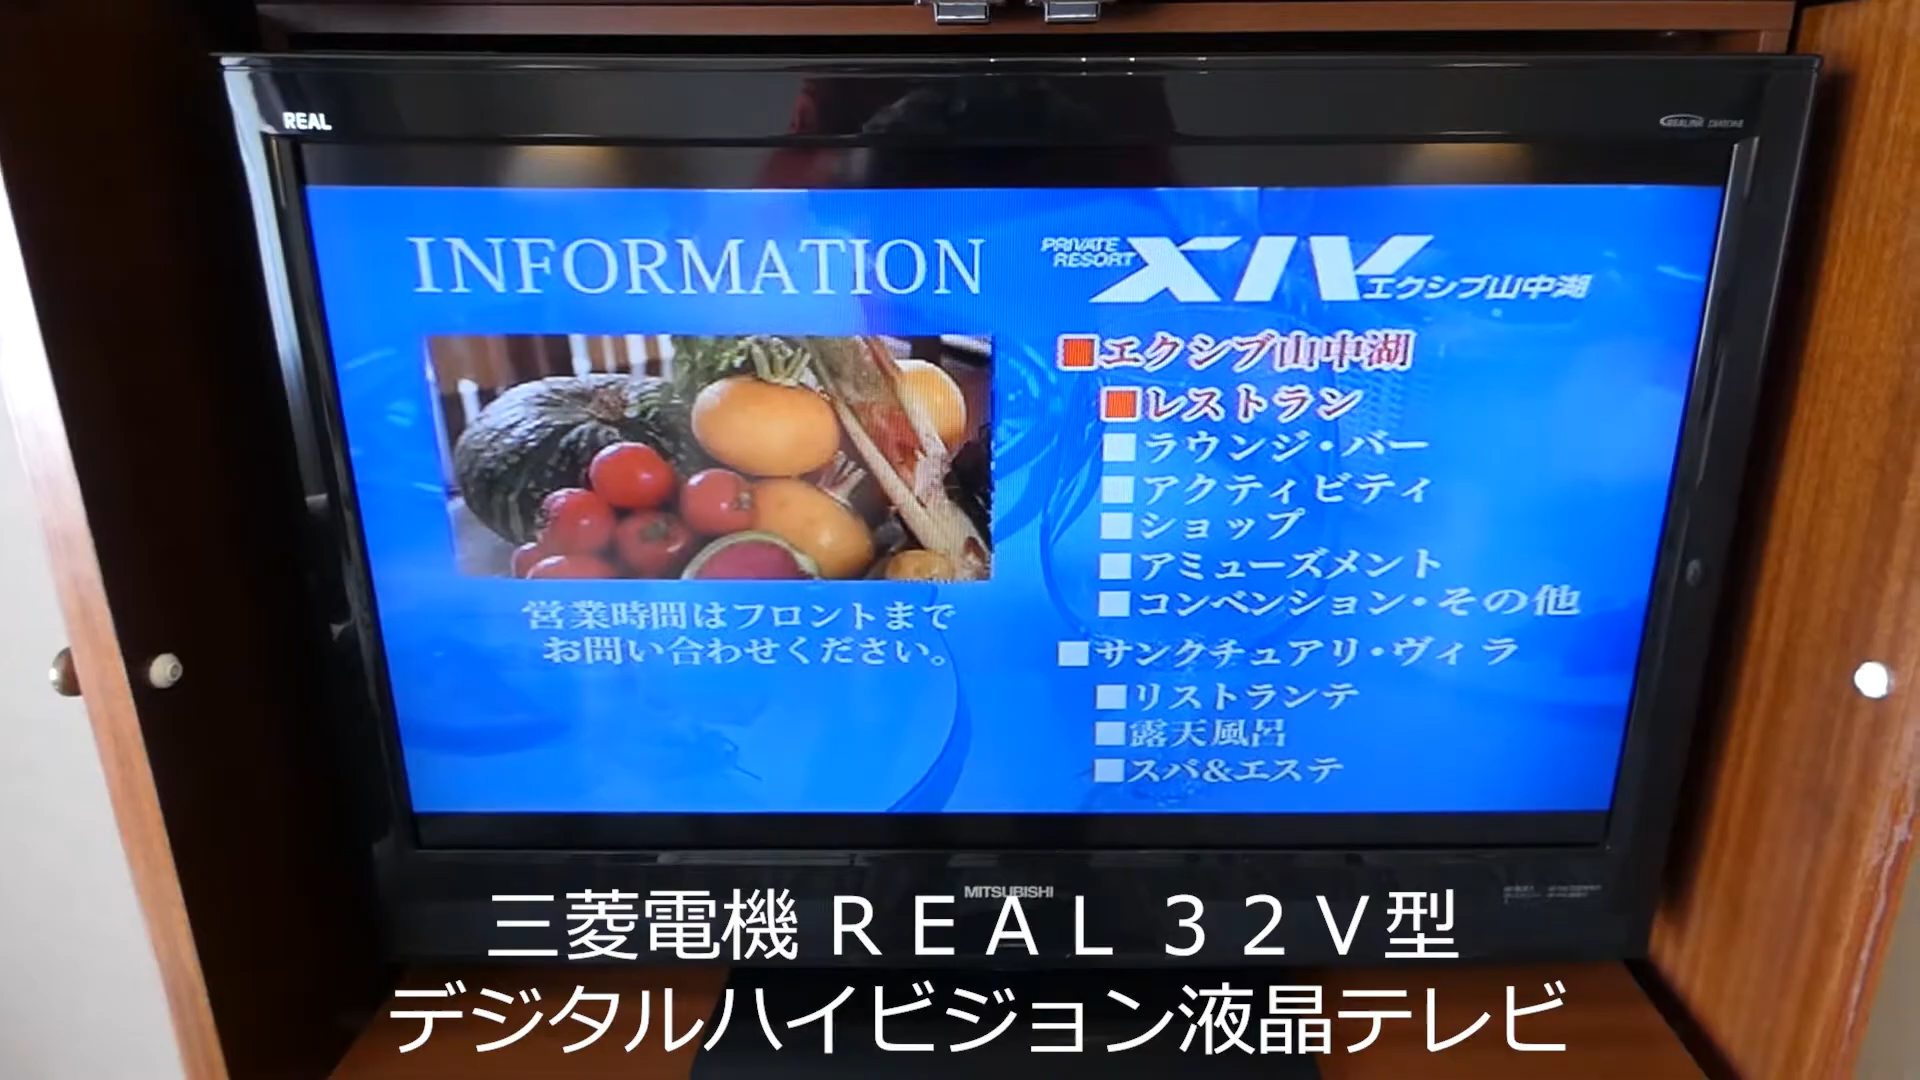 REAL
REALINK
INFORMATION
PRIVATE
RESORT
XIV
エクシブ山中湖
■エクシブ山中湖
■レストラン
■ラウンジ・バー
■アクティビティ
■ショップ
■アミューズメント
■コンベンション・その他
■サンクチュアリ・ヴィラ
■リストランテ
■露天風呂
■スパ&エステ
営業時間はフロントまで
お問い合わせください。
MITSUBISHI
三菱電機 ＲＥＡＬ ３２Ｖ型
デジタルハイビジョン液晶テレビ